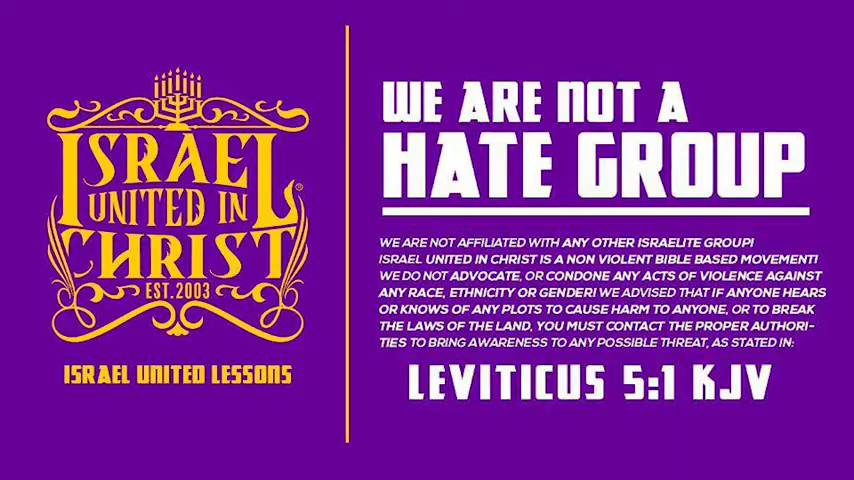 ISRAEL
UNITED IN
CHRIST
EST. 2003
ISRAEL UNITED LESSONS
WE ARE NOT A
HATE GROUP
WE ARE NOT AFFILIATED WITH ANY OTHER ISRAELITE GROUP!
ISRAEL UNITED IN CHRIST IS A NON VIOLENT BIBLE BASED MOVEMENT!
WE DO NOT ADVOCATE, OR CONDONE ANY ACTS OF VIOLENCE AGAINST
ANY RACE, ETHNICITY OR GENDER! WE ADVISED THAT IF ANYONE HEARS
OR KNOWS OF ANY PLOTS TO CAUSE HARM TO ANYONE, OR TO BREAK
THE LAWS OF THE LAND, YOU MUST CONTACT THE PROPER AUTHORI-
TIES TO BRING AWARENESS TO ANY POSSIBLE THREAT, AS STATED IN:
LEVITICUS 5:1 KJV